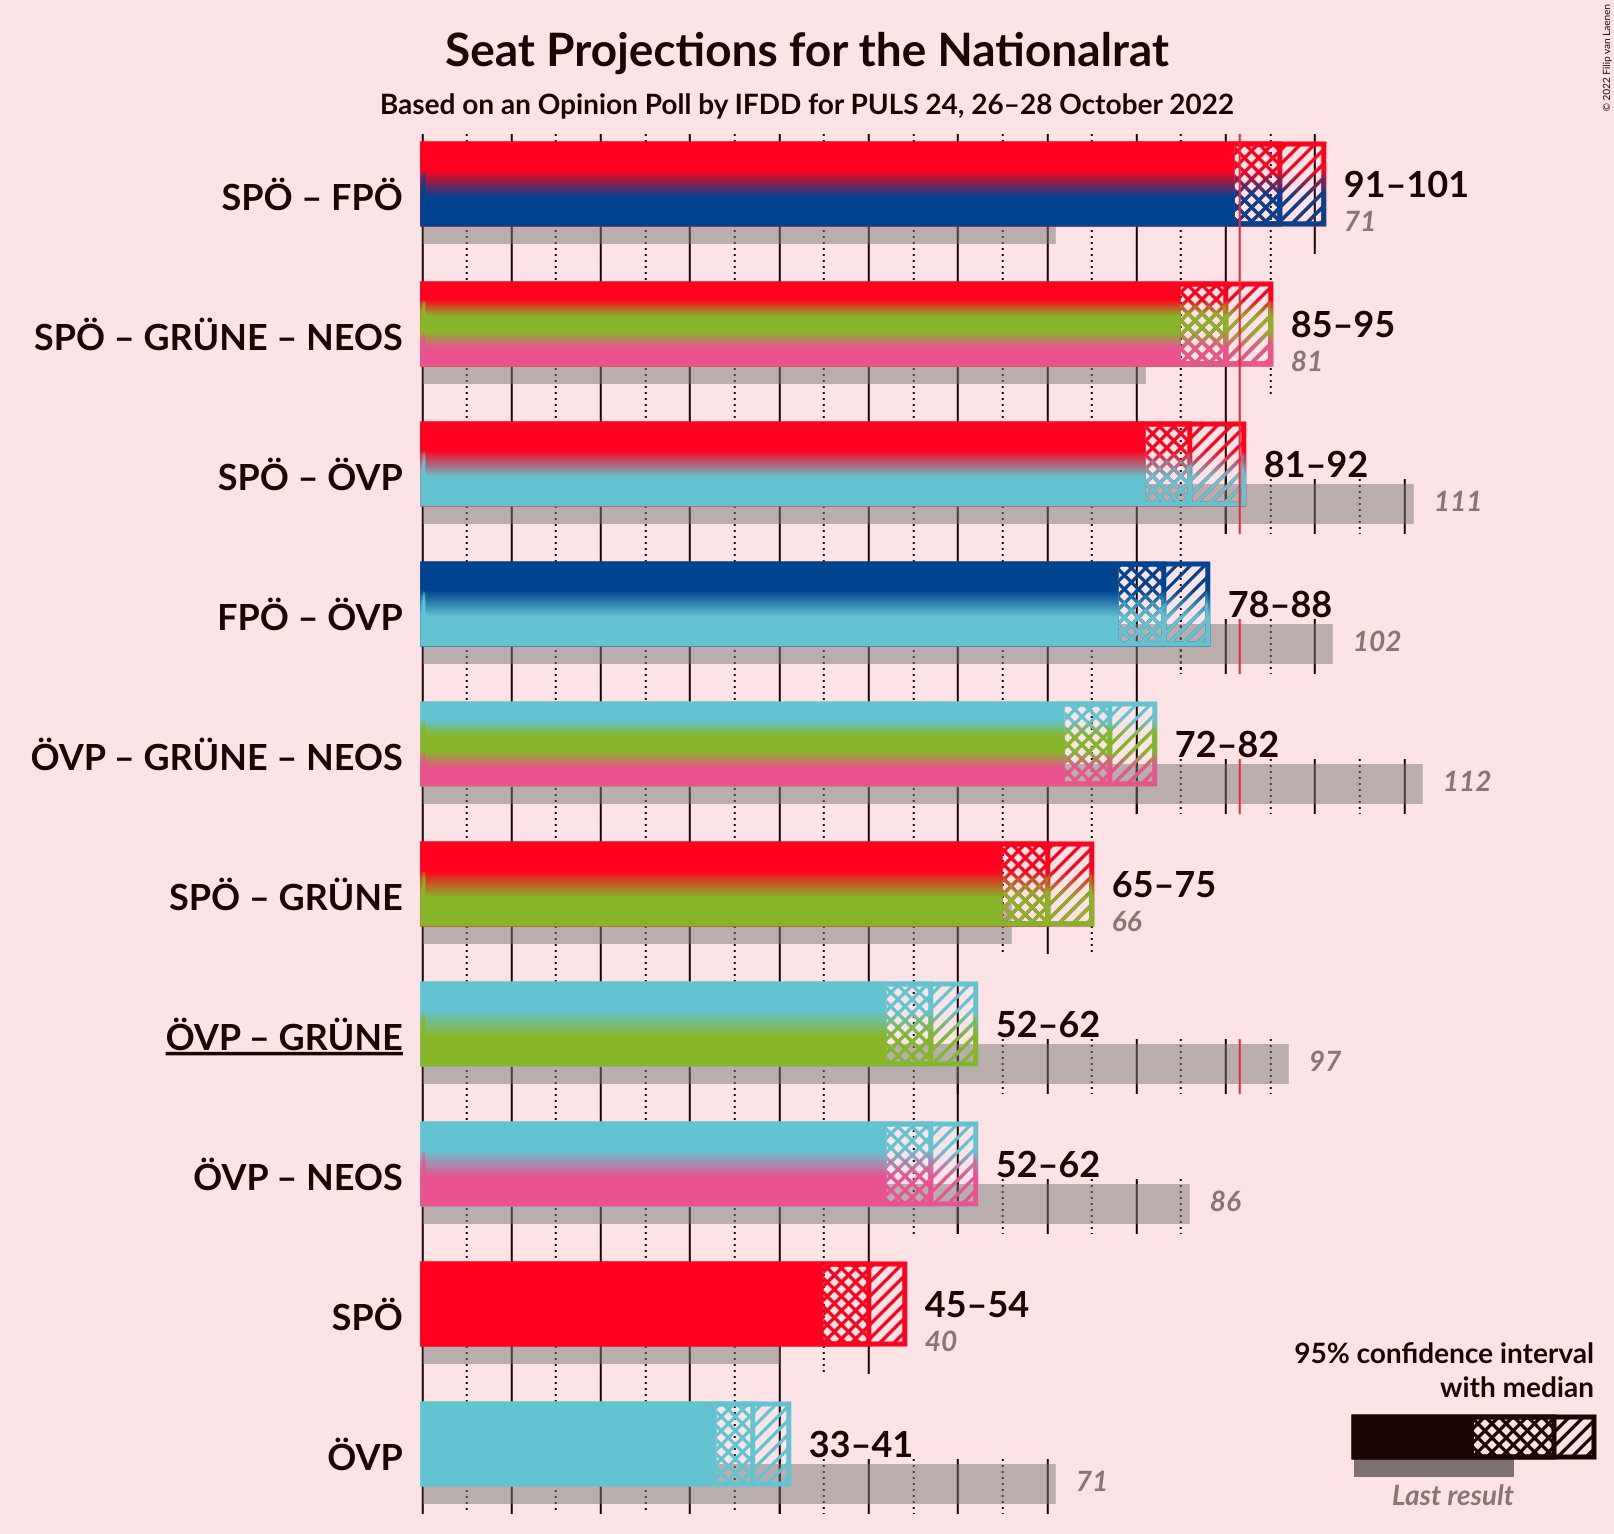 Seat Projections for the Nationalrat
Based on an Opinion Poll by IFDD for PULS 24, 26–28 October 2022
© 2022 Filip van Laenen
SPÖ – FPÖ
91–101
71
SPÖ – GRÜNE – NEOS
85–95
81
SPÖ – ÖVP
81–92
111
FPÖ – ÖVP
78–88
102
ÖVP – GRÜNE – NEOS
72–82
112
SPÖ – GRÜNE
65–75
66
ÖVP – GRÜNE
52–62
97
ÖVP – NEOS
52–62
86
SPÖ
45–54
40
ÖVP
33–41
71
95% confidence interval
with median
Last result